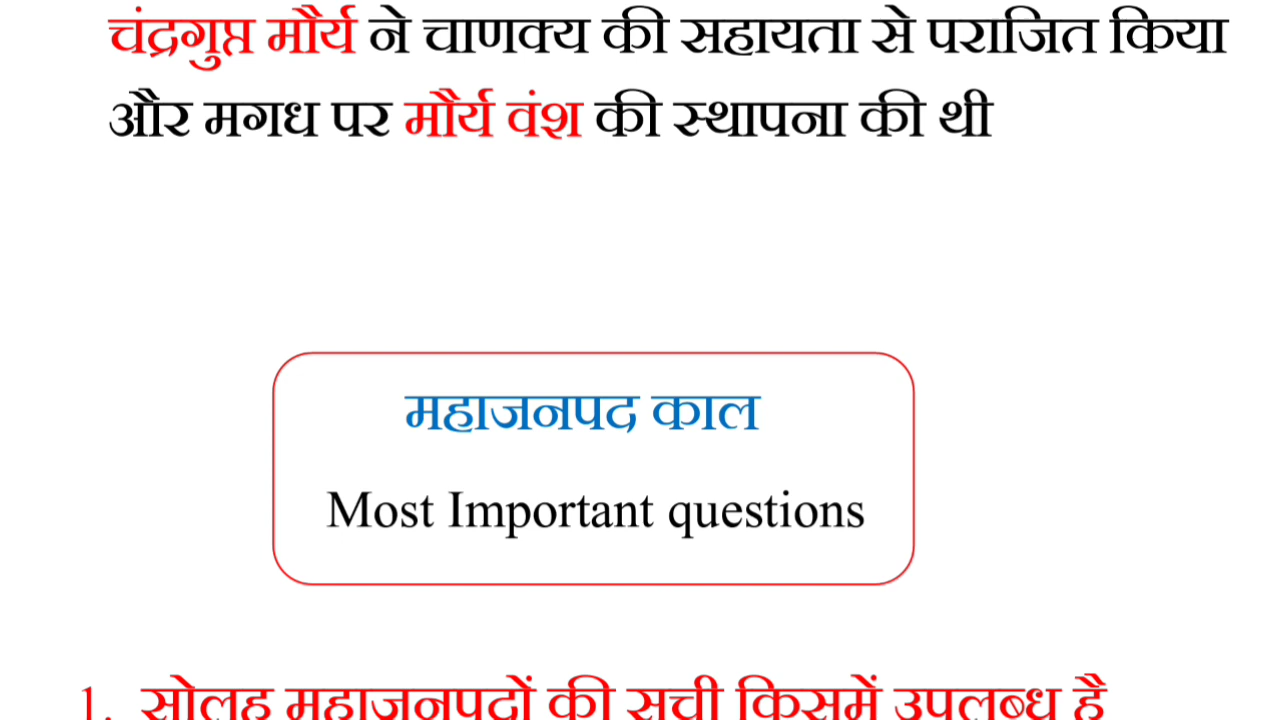 चंद्रगुप्त मौर्य ने चाणक्य की सहायता से पराजित किया
और मगध पर मौर्य वंश की स्थापना की थी
महाजनपद काल
Most Important questions
1. सोलह महाजनपदों की सूची किसमें उपलब्ध है